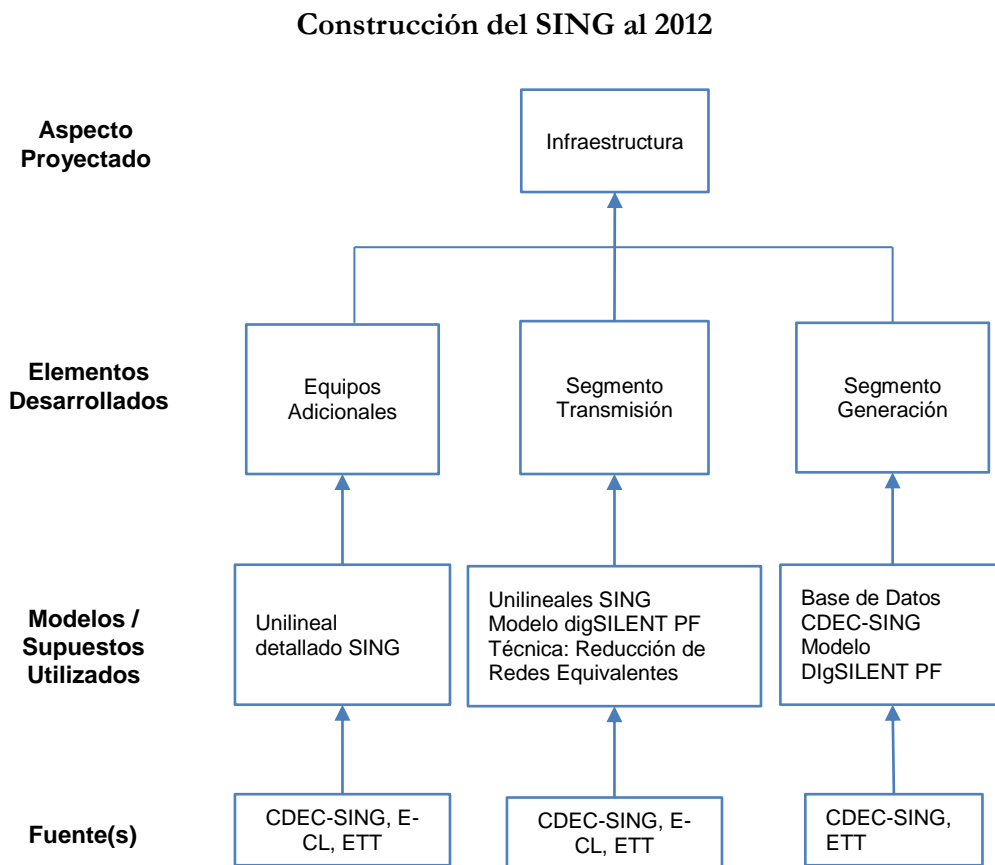 Construcción del SING al 2012
Aspecto
Proyectado
Infraestructura
Elementos
Desarrollados
Equipos
Adicionales
Segmento
Transmisión
Segmento
Generación
Modelos /
Supuestos
Utilizados
Unilineal
detallado SING
Unilineales SING
Modelo digSILENT PF
Técnica: Reducción de
Redes Equivalentes
Base de Datos
CDEC-SING
Modelo
DIgSILENT PF
Fuente(s)
CDEC-SING, E-
CL, ETT
CDEC-SING, E-
CL, ETT
CDEC-SING,
ETT